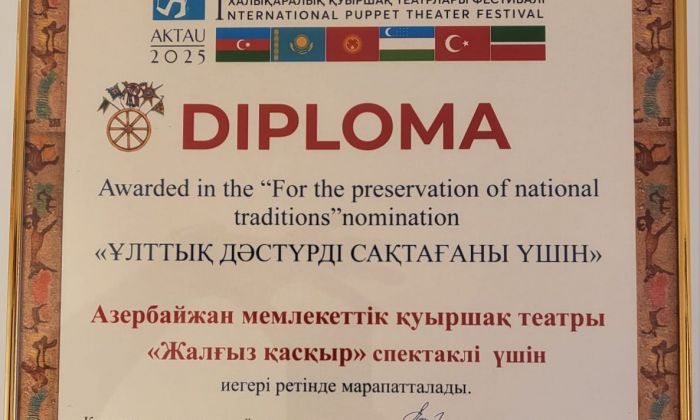 ХАЛЫҚАРАЛЫҚ ҚУЫРШАҚ ТЕАТРЛАРЫ ФЕСТИВАЛІ
INTERNATIONAL PUPPET THEATER FESTIVAL
AKTAU
2025
DIPLOMA
Awarded in the “For the preservation of national
traditions”nomination
«ҰЛТТЫҚ ДӘСТҮРДІ САҚТАҒАНЫ ҮШІН»
Азербайжан мемлекеттік қуыршақ театры
«Жалғыз қасқыр» спектаклі үшін
иегері ретінде марапатталады.